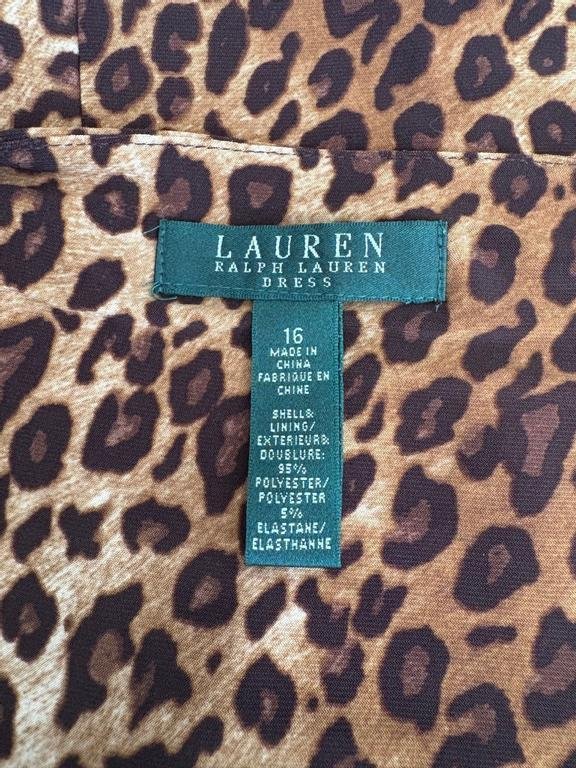 LAUREN
RALPH LAUREN
DRESS
16
MADE IN
CHINA
FABRIQUE EN
CHINE
SHELL&
LINING/
EXTERIEUR&
DOUBLURE:
95%
POLYESTER/
POLYESTER
5%
ELASTANE/
ELASTHANNE